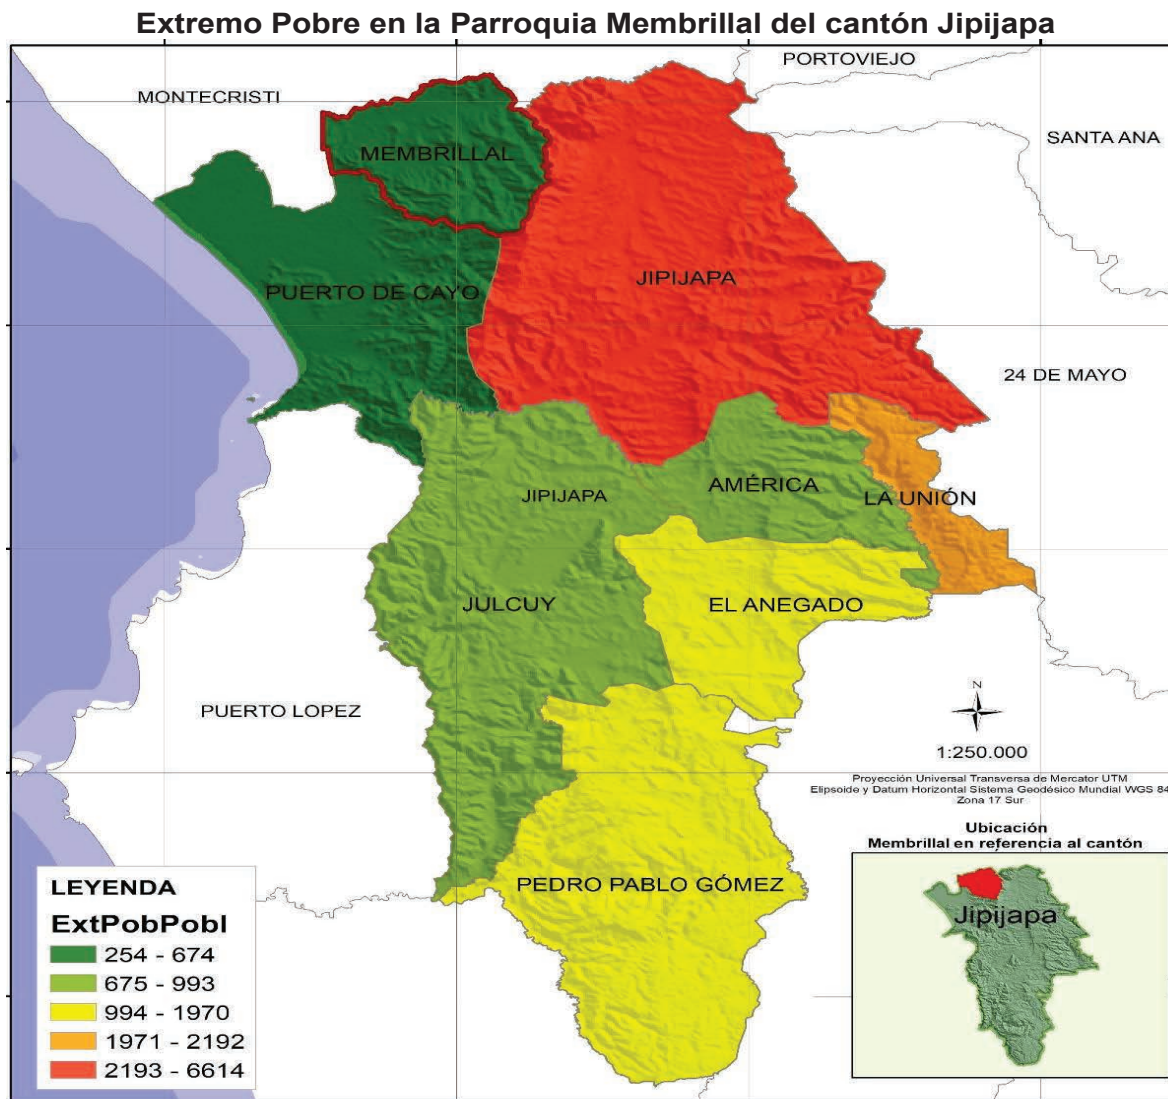 Extremo Pobre en la Parroquia Membrillal del cantón Jipijapa
PORTOVIEJO
MONTECRISTI
SANTA ANA
MEMBRILLAL
JIPIJAPA
PUERTO DE CAYO
24 DE MAYO
AMÉRICA
JIPIJAPA
LA UNIÓN
JULCUY
EL ANEGADO
PUERTO LOPEZ
N
1:250.000
Proyección Universal Transversa de Mercator UTM
Elipsoide y Datum Horizontal Sistema Geodésico Mundial WGS 84
Zona 17 Sur
Ubicación
Membrillal en referencia al cantón
Jipijapa
PEDRO PABLO GÓMEZ
LEYENDA
ExtPobPobl
254 - 674
675 - 993
994 - 1970
1971 - 2192
2193 - 6614